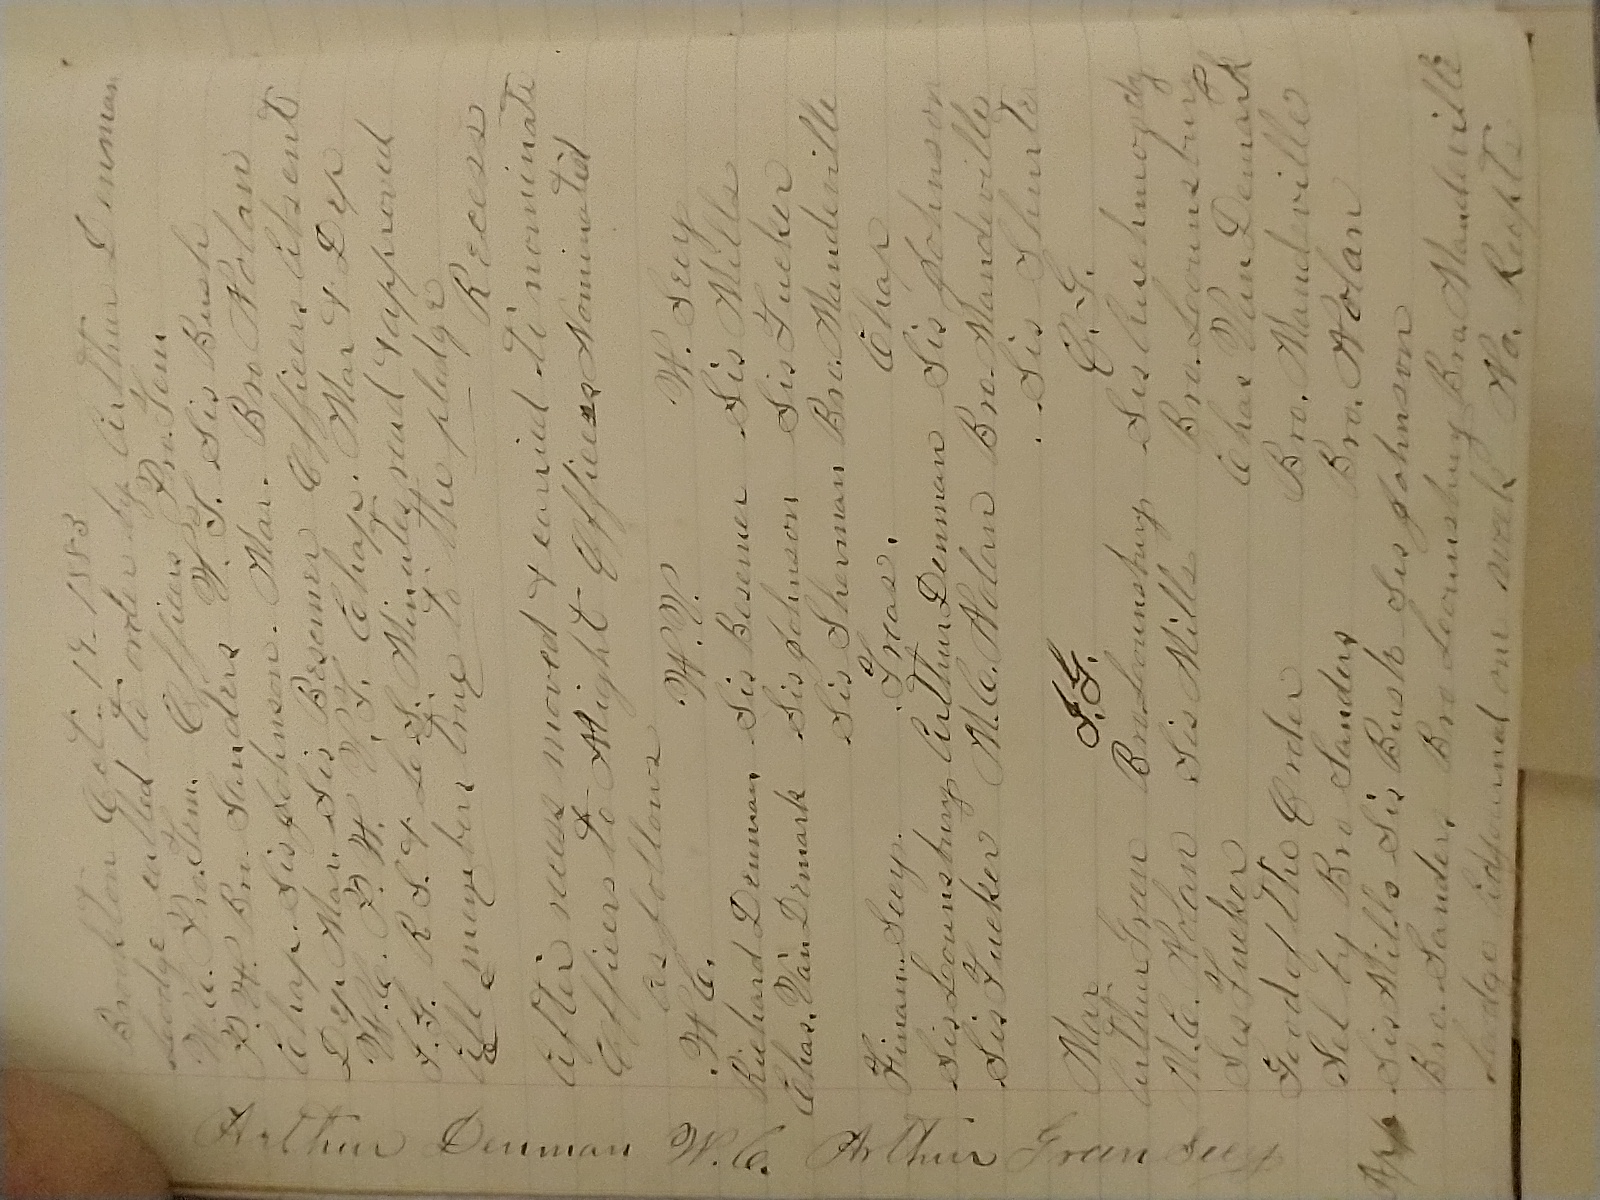 Brookton Oct. 19. 1883
Lodge called to order by Arthur Denman
W.C. Pro. Tem. Officers Pro. Tem
P.W. Bro. Sanders V.T. Sis Bush
Chap. Sis Johnson. Mar. Bro Nolan
Dep Mar. Sis Besemer Officers Absent
W.C. P.W. V.T. Chap. Mar & Dep
I.G. R S. & L. S. Minutes read & approved
All members true to the pledge
Recess
After recess moved & carried to nominate
Officers to Night Officers Nominated
as follows
W C. W.V. W. Secy
Richard Denman Sis Besemer Sis Mills
Chas. Van Demark Sis Johnson Sis Tucker
Sis Sherman Bro. Mandeville
Finan. Secy. Treas. Chap
Sis Lounsbury Arthur Denman Sis Johnson
Sis Tucker M.C. Nolan Bro. Mandeville
Sis Shurter
Mar I.G. O.G.
Arthur Green Bro Lounsbury Sis
M.C. Nolan Sis Mills Bro. Lounsbury
Sis Tucker Chas Van Demark
Good of the Order Bro. Mandeville
Sel by Bro Sanders Bro. Nolan
Sis Mills Sis Bush Sis Johnson
Bro. Sanders Bro Lounsbury Bro. Mandeville
Lodge Adjourned one week No. Recpts
Arthur Denman W.C.